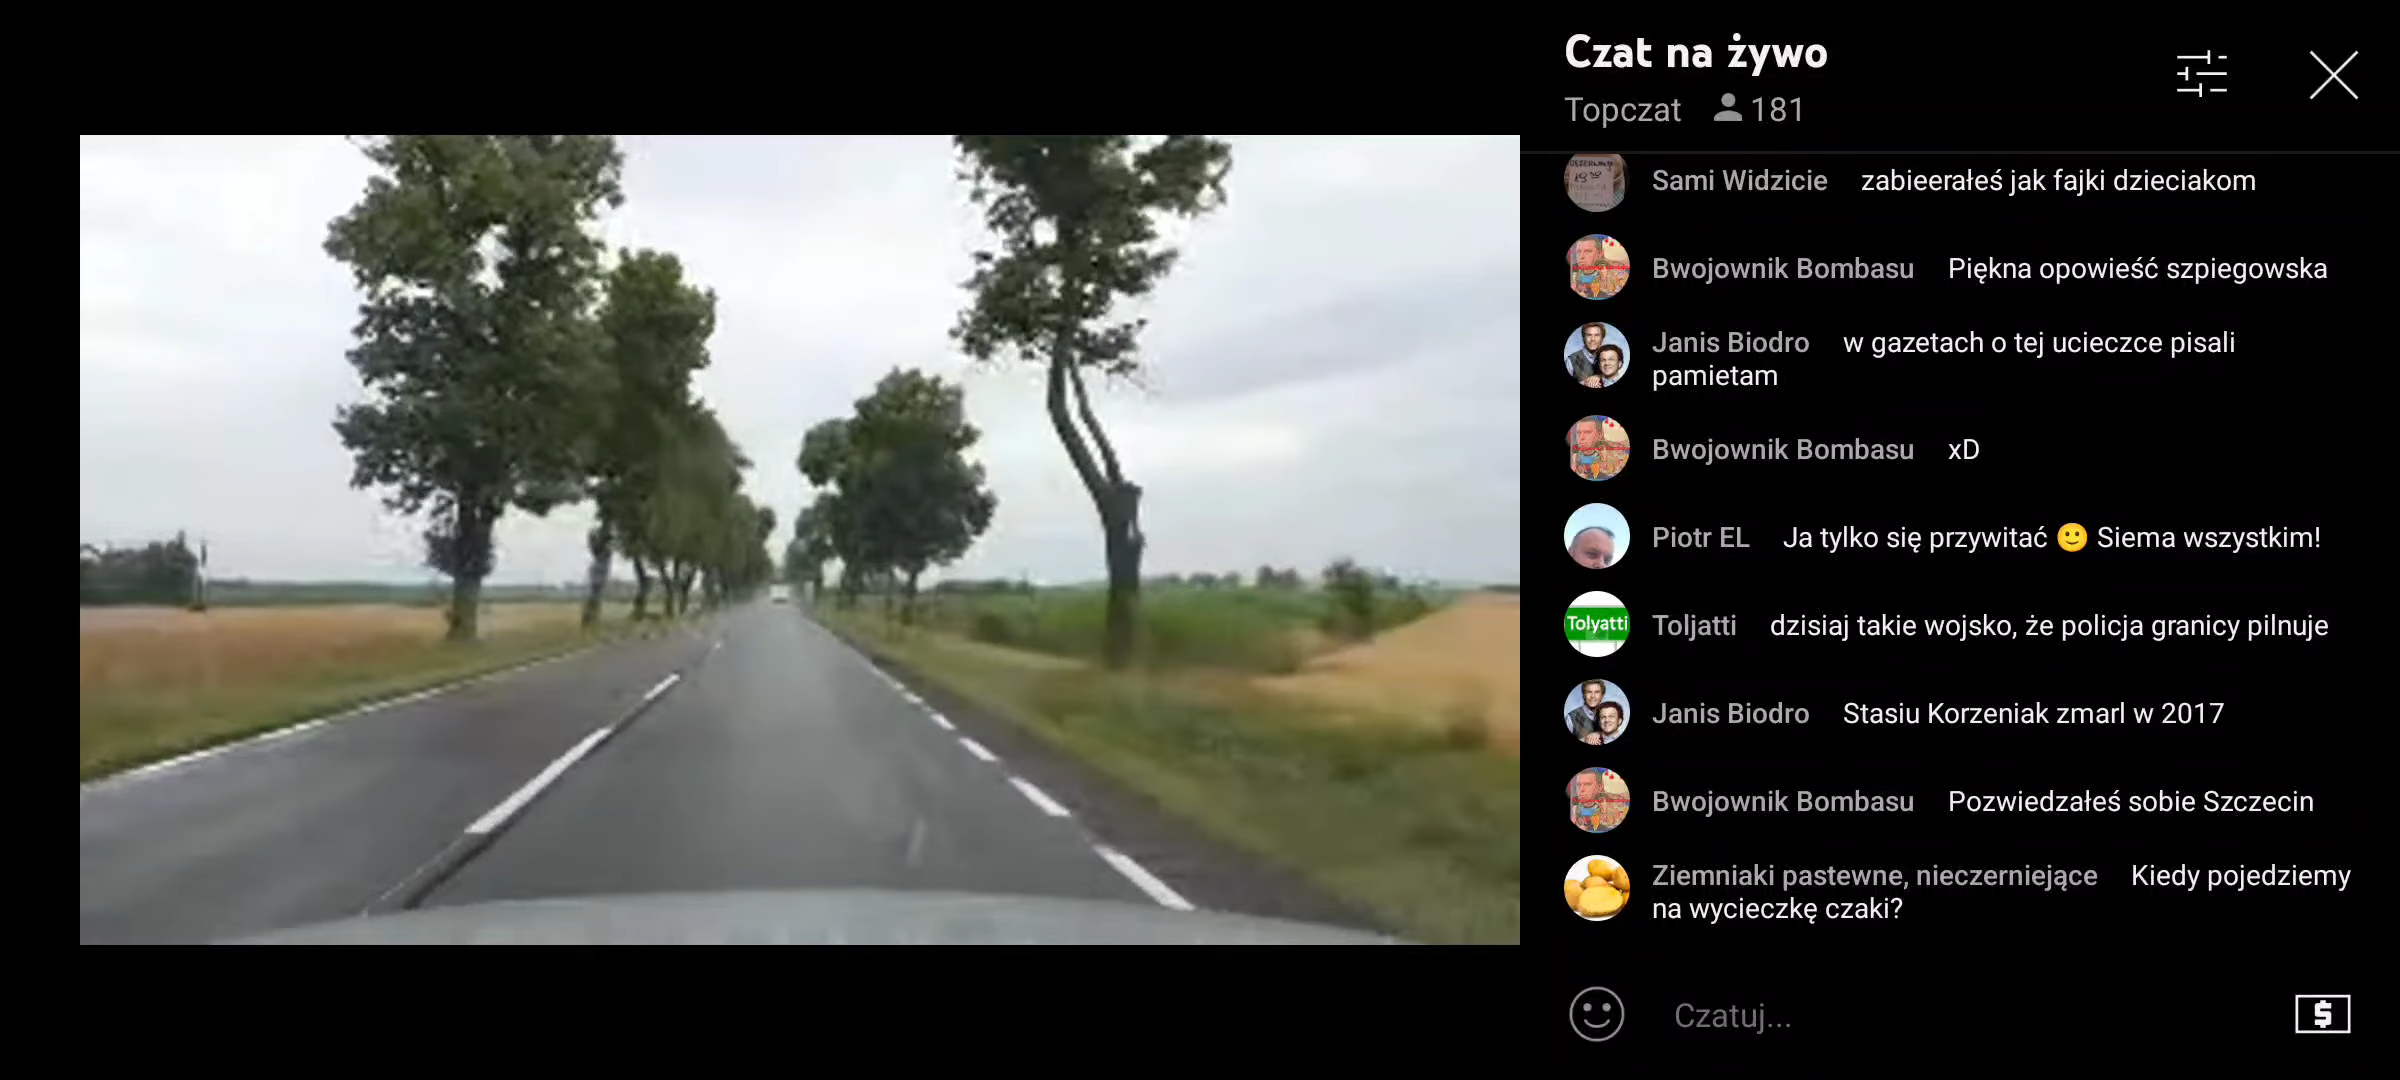 Czat na żywo
Topczat 181
Sami Widzicie zabieerałeś jak fajki dzieciakom
Bwojownik Bombasu Piękna opowieść szpiegowska
Janis Biodro w gazetach o tej ucieczce pisali
pamietam
Bwojownik Bombasu xD
Piotr EL Ja tylko się przywitać 🙂 Siema wszystkim!
Tolyatti
Toljatti dzisiaj takie wojsko, że policja granicy pilnuje
Janis Biodro Stasiu Korzeniak zmarl w 2017
Bwojownik Bombasu Pozwiedzałeś sobie Szczecin
Ziemniaki pastewne, nieczerniejące Kiedy pojedziemy
na wycieczkę czaki?
Czatuj...
$